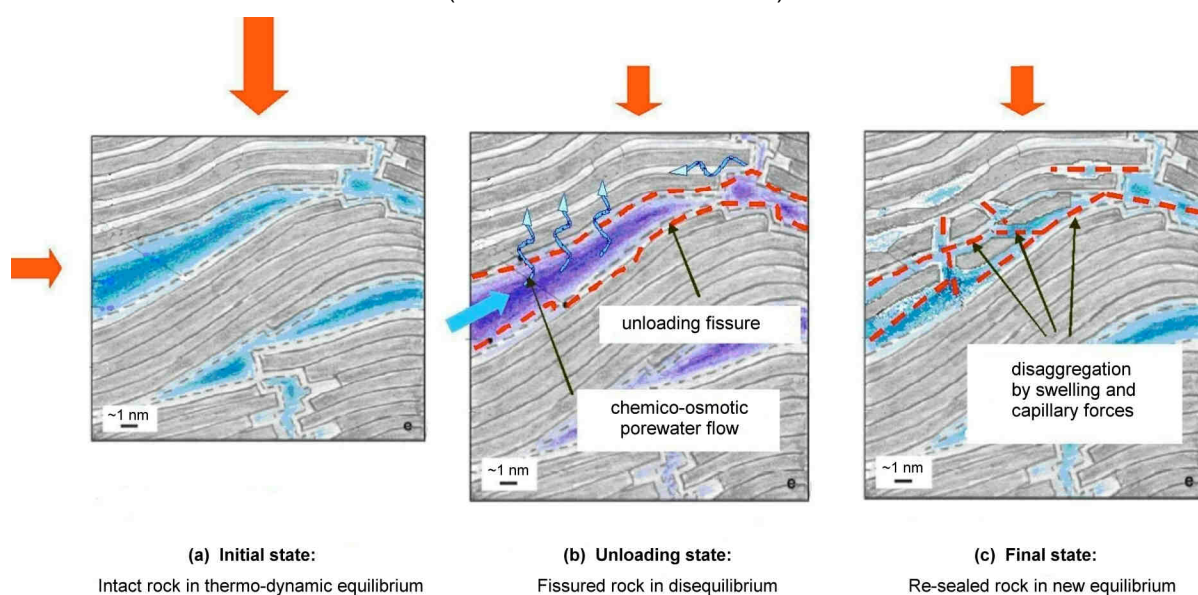 ~1 nm
e
unloading fissure
chemico-osmotic
porewater flow
~1 nm
e
disaggregation
by swelling and
capillary forces
~1 nm
e
(a) Initial state:
Intact rock in thermo-dynamic equilibrium
(b) Unloading state:
Fissured rock in disequilibrium
(c) Final state:
Re-sealed rock in new equilibrium